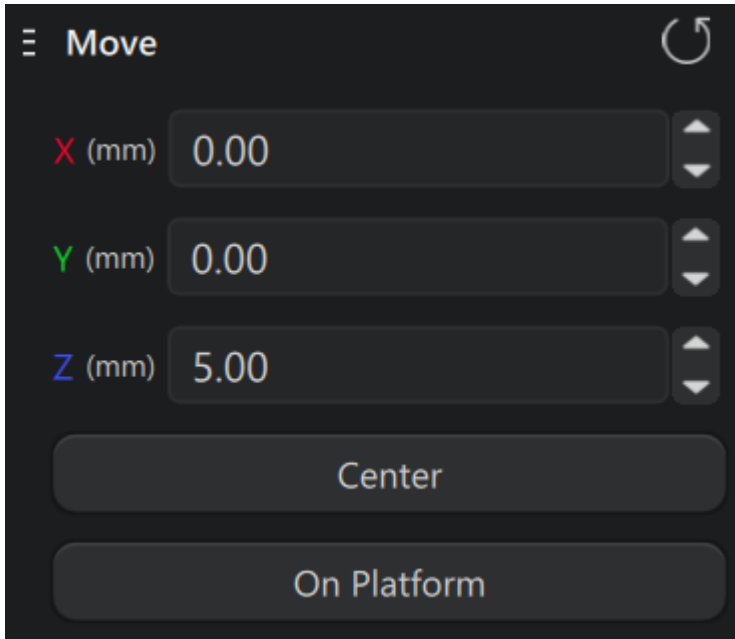 Move
X (mm) 0.00
Y (mm) 0.00
Z (mm) 5.00
Center
On Platform